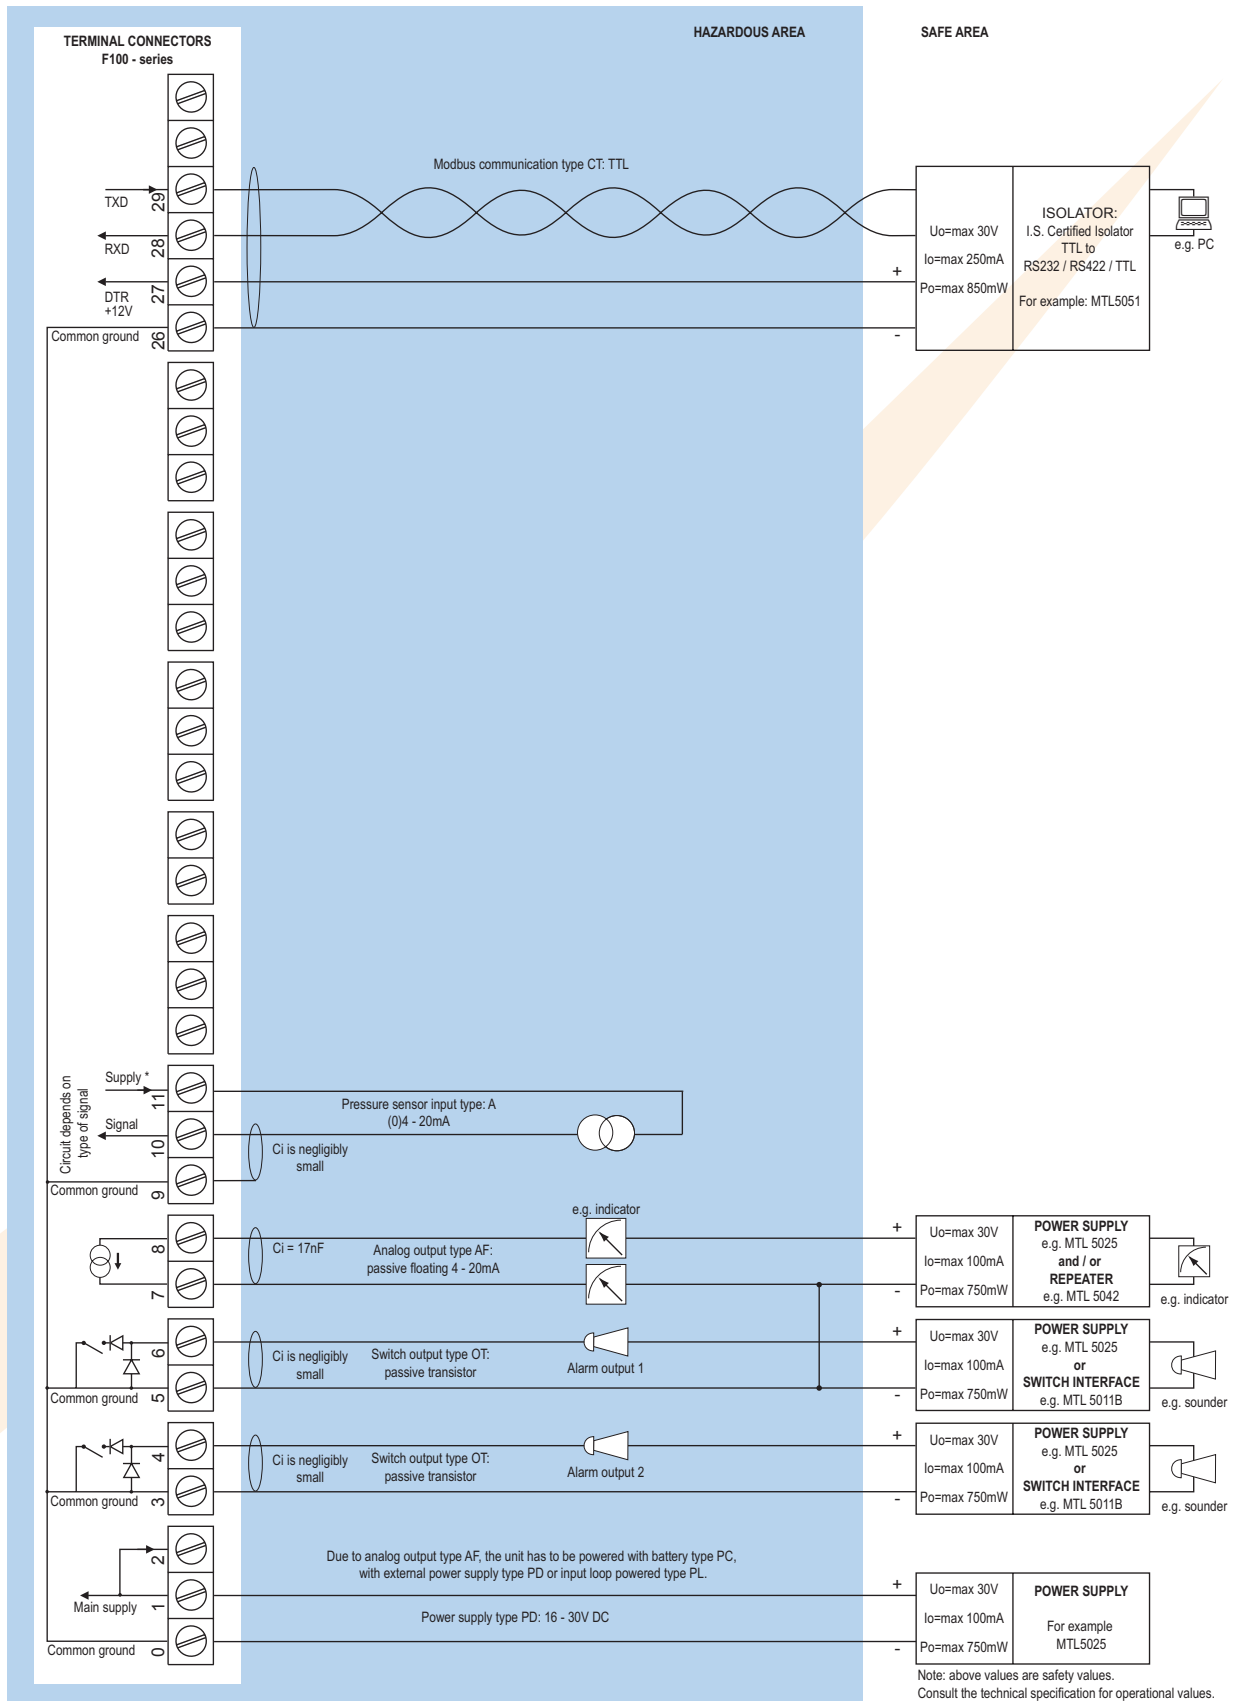 HAZARDOUS AREA
SAFE AREA
TERMINAL CONNECTORS
F100 - series
Modbus communication type CT: TTL
TXD
29
RXD
28
DTR
+12V
27
Common ground
26
+
-
Uo=max 30V
Io=max 250mA
Po=max 850mW
ISOLATOR:
I.S. Certified Isolator
TTL to
RS232 / RS422 / TTL
For example: MTL5051
e.g. PC
Circuit depends on
type of signal
Supply *
11
Signal
10
Common ground
9
Pressure sensor input type: A
(0)4 - 20mA
Ci is negligibly
small
8
7
Ci = 17nF
Analog output type AF:
passive floating 4 - 20mA
e.g. indicator
+
-
Uo=max 30V
Io=max 100mA
Po=max 750mW
POWER SUPPLY
e.g. MTL 5025
and / or
REPEATER
e.g. MTL 5042
e.g. indicator
6
Common ground
5
Ci is negligibly
small
Switch output type OT:
passive transistor
Alarm output 1
+
-
Uo=max 30V
Io=max 100mA
Po=max 750mW
POWER SUPPLY
e.g. MTL 5025
or
SWITCH INTERFACE
e.g. MTL 5011B
e.g. sounder
4
Common ground
3
Ci is negligibly
small
Switch output type OT:
passive transistor
Alarm output 2
+
-
Uo=max 30V
Io=max 100mA
Po=max 750mW
POWER SUPPLY
e.g. MTL 5025
or
SWITCH INTERFACE
e.g. MTL 5011B
e.g. sounder
2
Main supply
1
Common ground
0
Due to analog output type AF, the unit has to be powered with battery type PC,
with external power supply type PD or input loop powered type PL.
Power supply type PD: 16 - 30V DC
+
-
Uo=max 30V
Io=max 100mA
Po=max 750mW
POWER SUPPLY
For example
MTL5025
Note: above values are safety values.
Consult the technical specification for operational values.